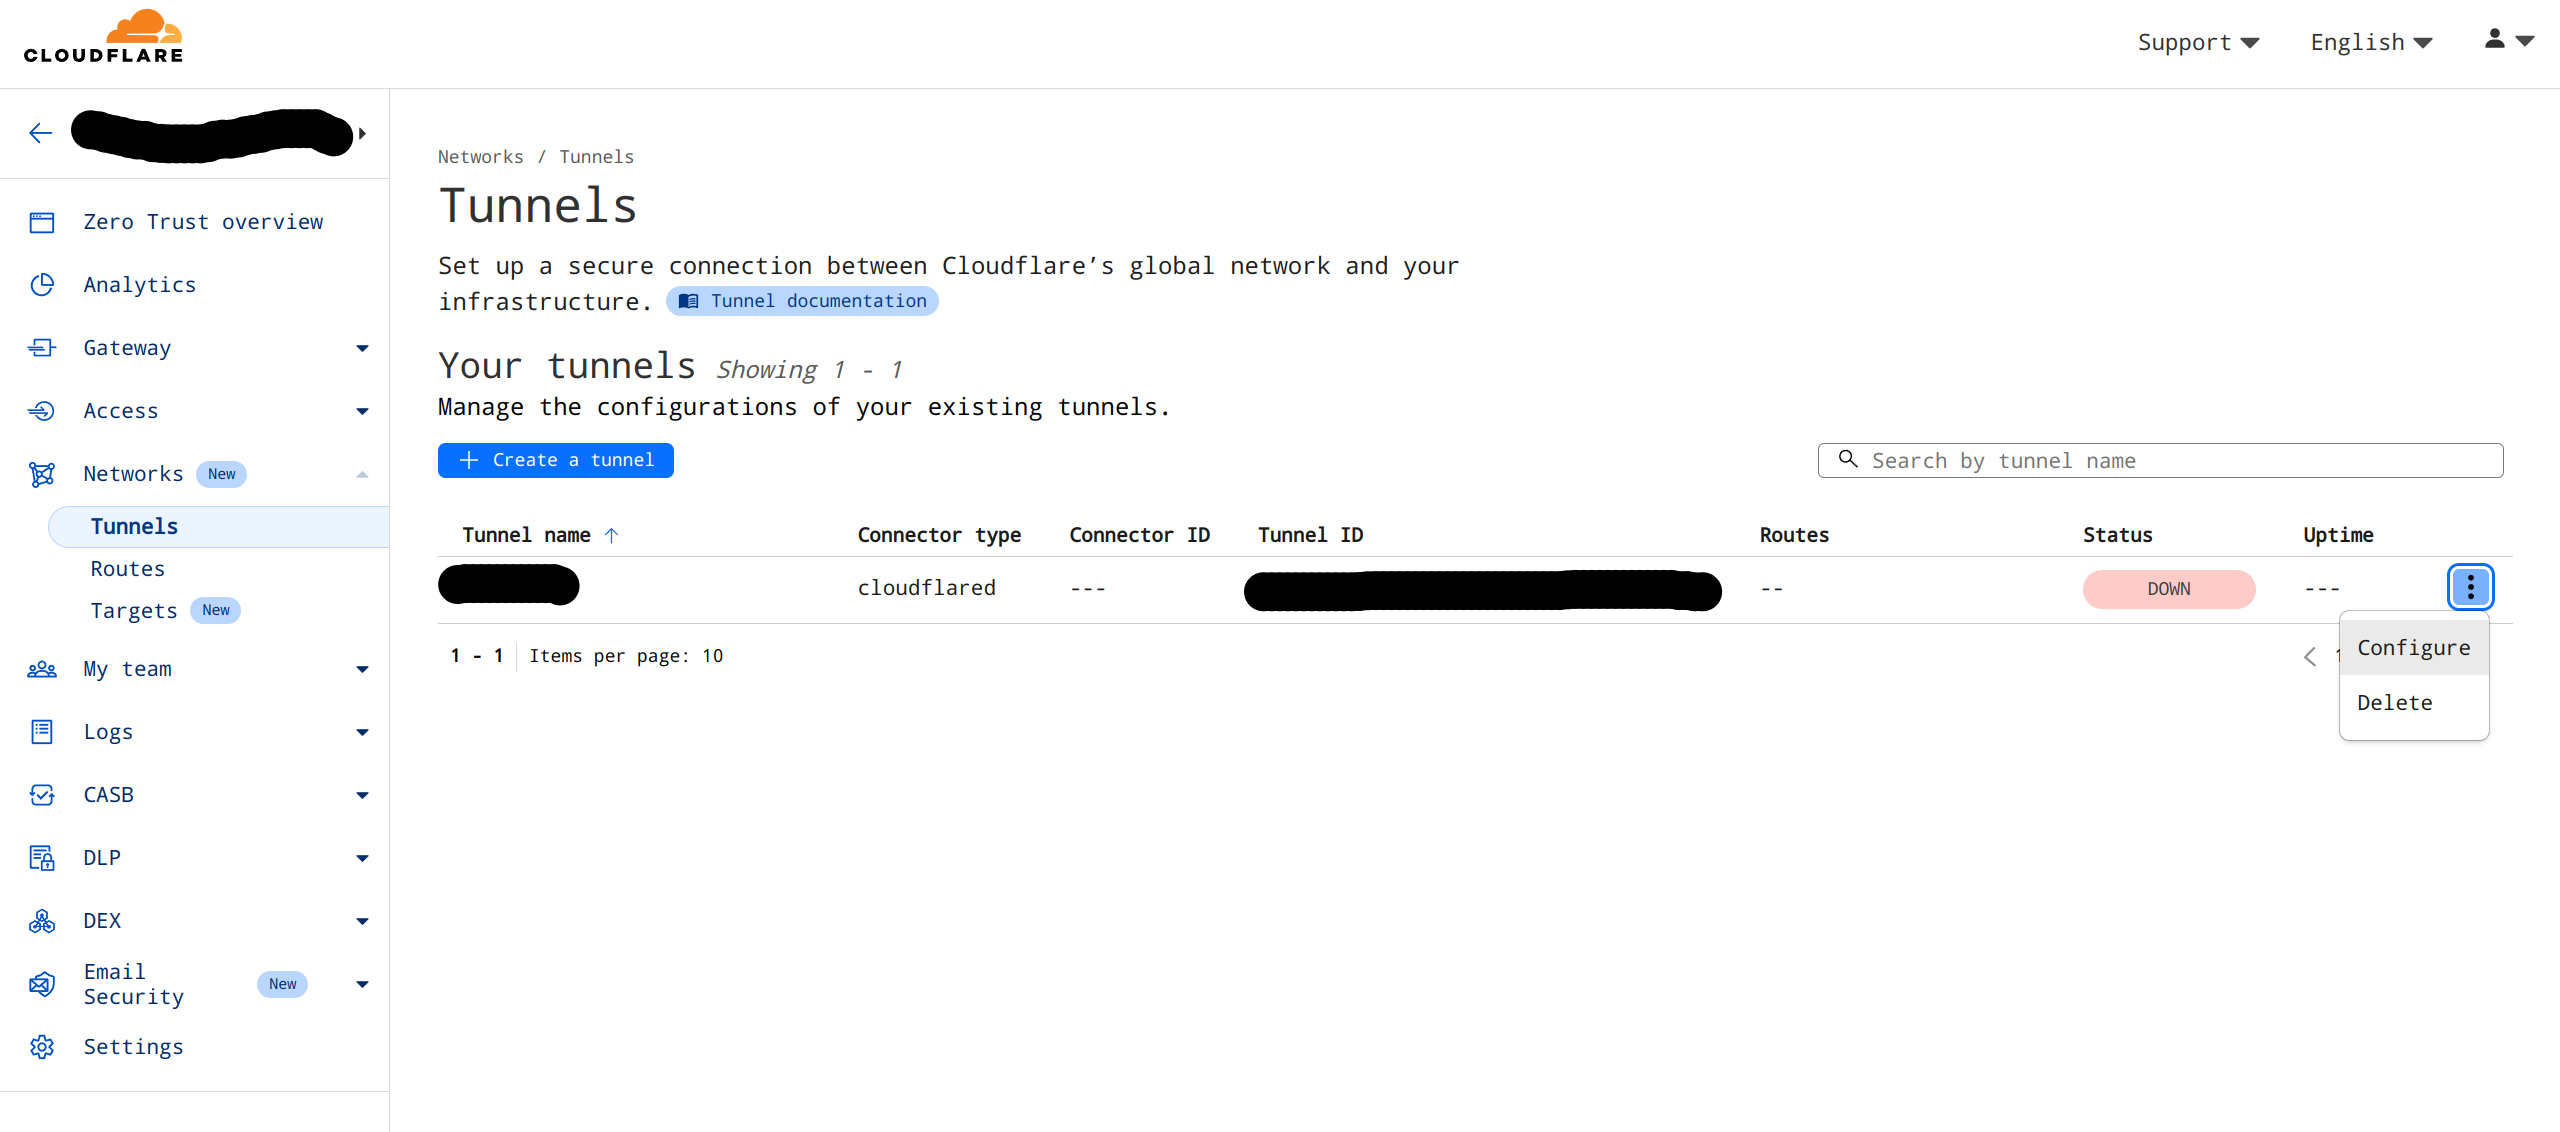 CLOUDFLARE
Support
English
Zero Trust overview
Analytics
Gateway
Access
Networks New
Tunnels
Routes
Targets New
My team
Logs
CASB
DLP
DEX
Email
Security New
Settings
Networks / Tunnels
Tunnels
Set up a secure connection between Cloudflare’s global network and your
infrastructure. Tunnel documentation
Your tunnels Showing 1 - 1
Manage the configurations of your existing tunnels.
+ Create a tunnel
Search by tunnel name
Tunnel name ↑ Connector type Connector ID Tunnel ID Routes Status Uptime
cloudflared --- -- DOWN ---
1 - 1 Items per page: 10
Configure
Delete